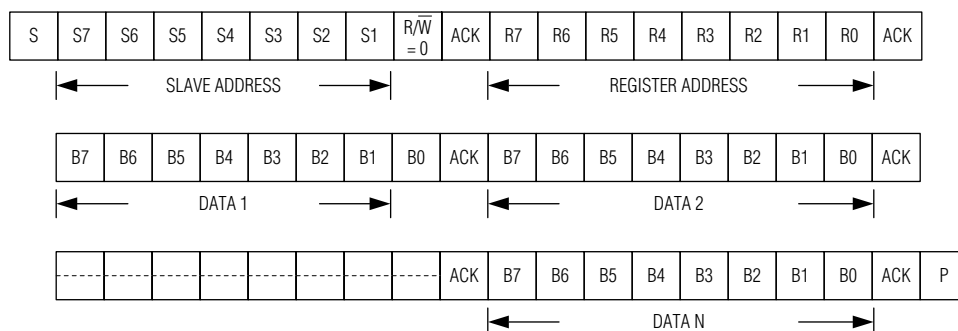 S S7 S6 S5 S4 S3 S2 S1 R/W̅ = 0 ACK R7 R6 R5 R4 R3 R2 R1 R0 ACK
SLAVE ADDRESS REGISTER ADDRESS
B7 B6 B5 B4 B3 B2 B1 B0 ACK B7 B6 B5 B4 B3 B2 B1 B0 ACK
DATA 1 DATA 2
ACK B7 B6 B5 B4 B3 B2 B1 B0 ACK P
DATA N